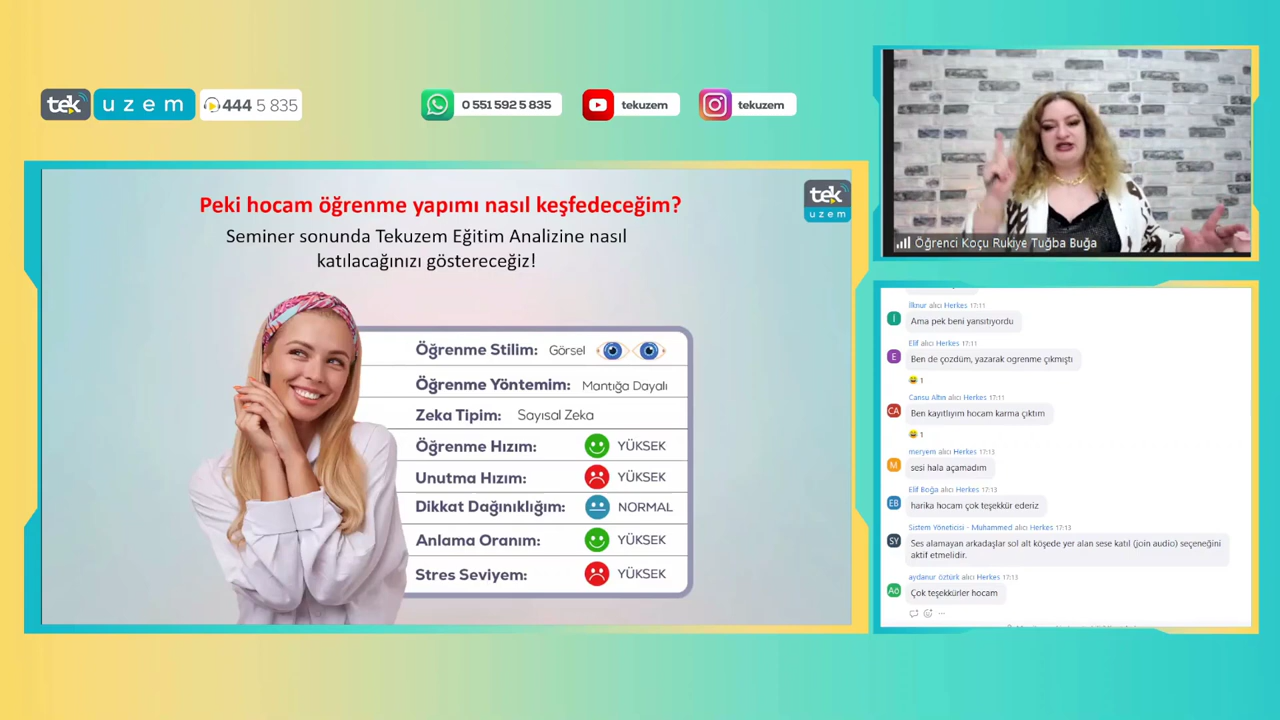 tek
uzem
444 5 835
0 551 592 5 835
tekuzem
tekuzem
Peki hocam öğrenme yapımı nasıl keşfedeceğim?
Seminer sonunda Tekuzem Eğitim Analizine nasıl
katılacağınızı göstereceğiz!
tek
uzem
Öğrenme Stilim: Görsel
Öğrenme Yöntemim: Mantığa Dayalı
Zeka Tipim: Sayısal Zeka
Öğrenme Hızım: YÜKSEK
Unutma Hızım: YÜKSEK
Dikkat Dağınıklığım: NORMAL
Anlama Oranım: YÜKSEK
Stres Seviyem: YÜKSEK
Öğrenci Koçu Rukiye Tuğba Buğa
İlknur alıcı Herkes 17:11
I
Ama pek beni yansıtıyordu
Elif alıcı Herkes 17:11
E
Ben de çozdüm, yazarak ogrenme çıkmıştı
1
Cansu Altın alıcı Herkes 17:11
CA
Ben kayıtlıyım hocam karma çıktım
1
meryem alıcı Herkes 17:13
M
sesi hala açamadım
Elif Boğa alıcı Herkes 17:13
EB
harika hocam çok teşekkür ederiz
Sistem Yöneticisi - Muhammed alıcı Herkes 17:13
SY
Ses alamayan arkadaşlar sol alt köşede yer alan sese katıl (join audio) seçeneğini
aktif etmelidir.
aydanur öztürk alıcı Herkes 17:13
Aö
Çok teşekkürler hocam